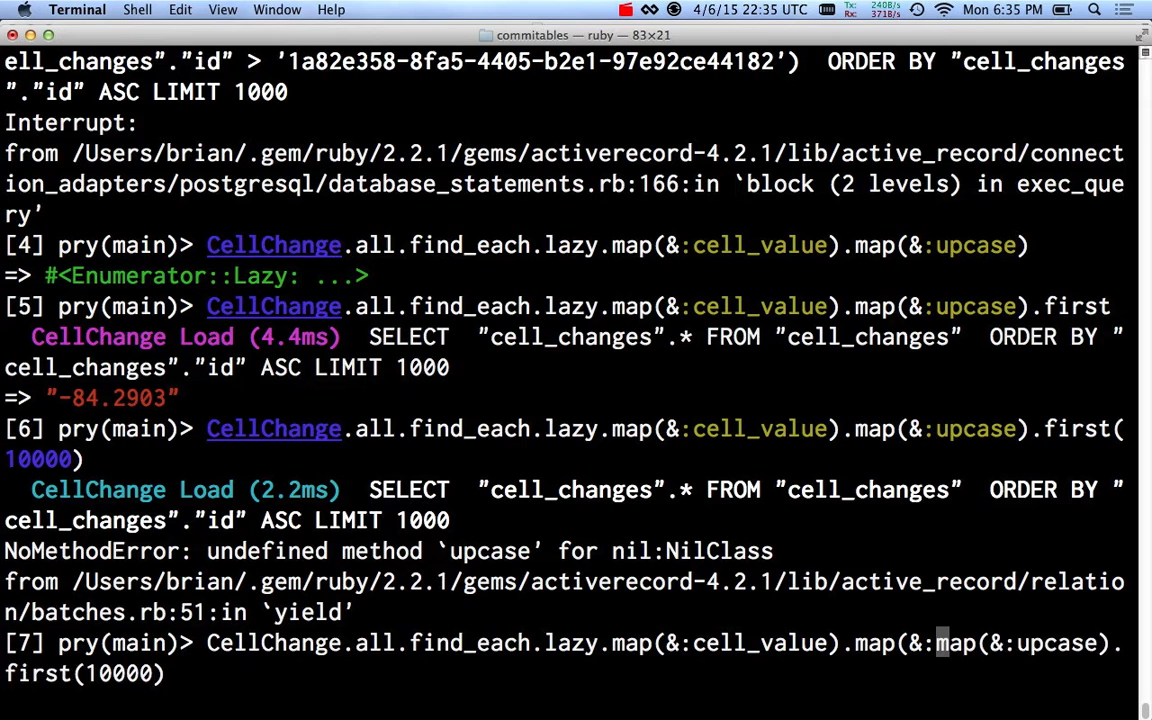 Terminal Shell Edit View Window Help 4/6/15 22:35 UTC Tx: 240B/s Rx: 371B/s Mon 6:35 PM
commitables — ruby — 83×21
ell_changes"."id" > '1a82e358-8fa5-4405-b2e1-97e92ce44182')  ORDER BY "cell_changes
"."id" ASC LIMIT 1000
Interrupt:
from /Users/brian/.gem/ruby/2.2.1/gems/activerecord-4.2.1/lib/active_record/connect
ion_adapters/postgresql/database_statements.rb:166:in `block (2 levels) in exec_que
ry'
[4] pry(main)> CellChange.all.find_each.lazy.map(&:cell_value).map(&:upcase)
=> #<Enumerator::Lazy: ...>
[5] pry(main)> CellChange.all.find_each.lazy.map(&:cell_value).map(&:upcase).first
  CellChange Load (4.4ms)  SELECT  "cell_changes".* FROM "cell_changes"  ORDER BY "
cell_changes"."id" ASC LIMIT 1000
=> "-84.2903"
[6] pry(main)> CellChange.all.find_each.lazy.map(&:cell_value).map(&:upcase).first(
10000)
  CellChange Load (2.2ms)  SELECT  "cell_changes".* FROM "cell_changes"  ORDER BY "
cell_changes"."id" ASC LIMIT 1000
NoMethodError: undefined method `upcase' for nil:NilClass
from /Users/brian/.gem/ruby/2.2.1/gems/activerecord-4.2.1/lib/active_record/relatio
n/batches.rb:51:in `yield'
[7] pry(main)> CellChange.all.find_each.lazy.map(&:cell_value).map(&:map(&:upcase).
first(10000)